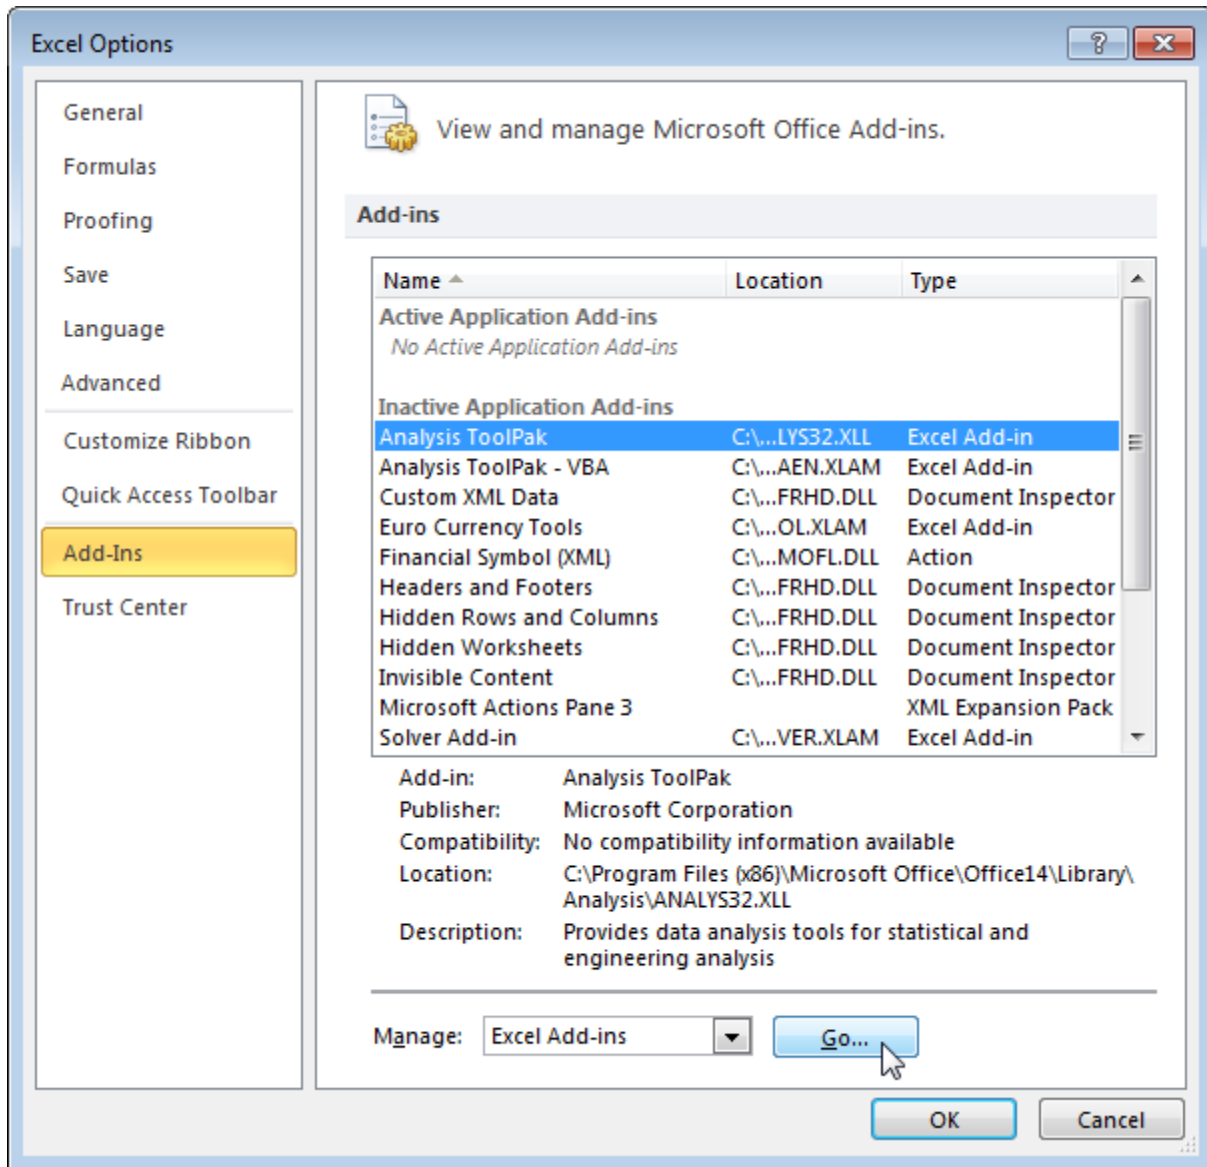 Excel Options
?
General
Formulas
Proofing
Save
Language
Advanced
Customize Ribbon
Quick Access Toolbar
Add-Ins
Trust Center
View and manage Microsoft Office Add-ins.
Add-ins
Name Location Type
Active Application Add-ins
No Active Application Add-ins
Inactive Application Add-ins
Analysis ToolPak C:\...LYS32.XLL Excel Add-in
Analysis ToolPak - VBA C:\...AEN.XLAM Excel Add-in
Custom XML Data C:\...FRHD.DLL Document Inspector
Euro Currency Tools C:\...OL.XLAM Excel Add-in
Financial Symbol (XML) C:\...MOFL.DLL Action
Headers and Footers C:\...FRHD.DLL Document Inspector
Hidden Rows and Columns C:\...FRHD.DLL Document Inspector
Hidden Worksheets C:\...FRHD.DLL Document Inspector
Invisible Content C:\...FRHD.DLL Document Inspector
Microsoft Actions Pane 3 XML Expansion Pack
Solver Add-in C:\...VER.XLAM Excel Add-in
Add-in: Analysis ToolPak
Publisher: Microsoft Corporation
Compatibility: No compatibility information available
Location: C:\Program Files (x86)\Microsoft Office\Office14\Library\
Analysis\ANALYS32.XLL
Description: Provides data analysis tools for statistical and
engineering analysis
Manage: Excel Add-ins Go...
OK Cancel